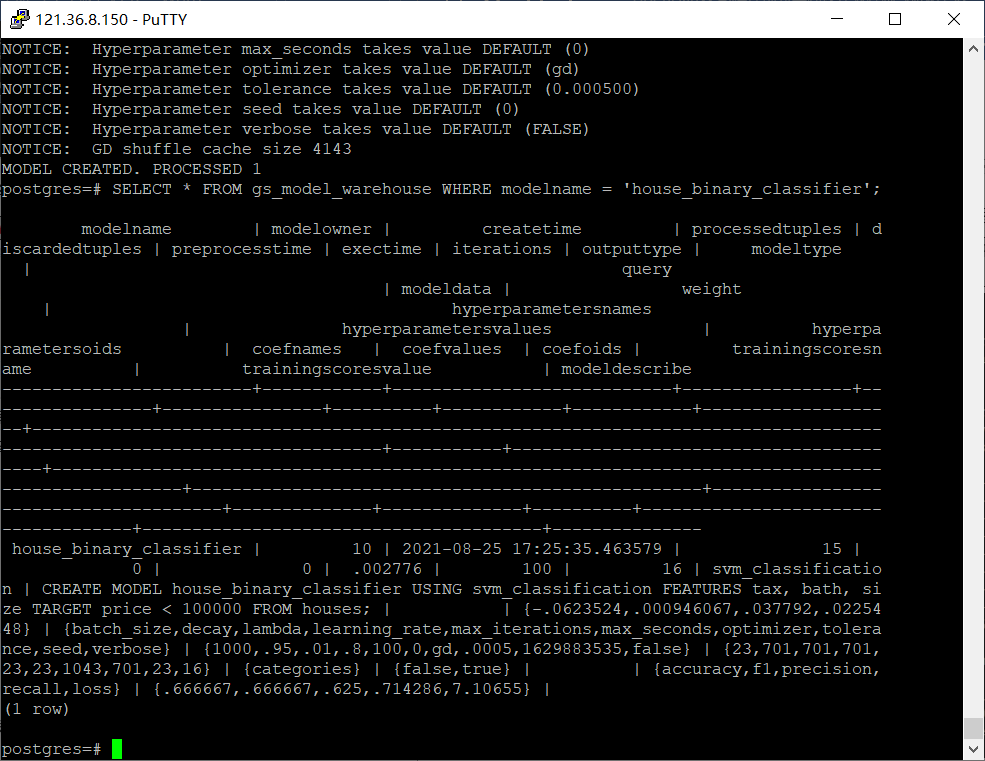 121.36.8.150 - PuTTY
NOTICE:  Hyperparameter max_seconds takes value DEFAULT (0)
NOTICE:  Hyperparameter optimizer takes value DEFAULT (gd)
NOTICE:  Hyperparameter tolerance takes value DEFAULT (0.000500)
NOTICE:  Hyperparameter seed takes value DEFAULT (0)
NOTICE:  Hyperparameter verbose takes value DEFAULT (FALSE)
NOTICE:  GD shuffle cache size 4143
MODEL CREATED. PROCESSED 1
postgres=# SELECT * FROM gs_model_warehouse WHERE modelname = 'house_binary_classifier';
modelname | modelowner | createtime | processedtuples | d
iscardedtuples | preprocesstime | exectime | iterations | outputtype | modeltype
| query
| modeldata | weight
| hyperparametersnames
| hyperparametersvalues | hyperpa
rametersoids | coefnames | coefvalues | coefoids | trainingscoresn
ame | trainingscoresvalue | modeldescribe
--------------------------+------------+----------------------------+-----------------+--
---------------+----------------+----------+------------+------------+------------------
--+-------------------------------------------------------------------------------------
--------------------------------------+-----------+-------------------------------------
----+-----------------------------------------------------------------------------------
------------------+---------------------------------------------------+-----------------
----------------------+--------------+--------------+----------+------------------------
-------------+----------------------------------------+---------------
house_binary_classifier | 10 | 2021-08-25 17:25:35.463579 | 15 |
0 | 0 | .002776 | 100 | 16 | svm_classificatio
n | CREATE MODEL house_binary_classifier USING svm_classification FEATURES tax, bath, si
ze TARGET price < 100000 FROM houses; | | {-.0623524,.000946067,.037792,.02254
48} | {batch_size,decay,lambda,learning_rate,max_iterations,max_seconds,optimizer,tolera
nce,seed,verbose} | {1000,.95,.01,.8,100,0,gd,.0005,1629883535,false} | {23,701,701,701,
23,23,1043,701,23,16} | {categories} | {false,true} | | {accuracy,f1,precision,
recall,loss} | {.666667,.666667,.625,.714286,7.10655} |
(1 row)
postgres=#